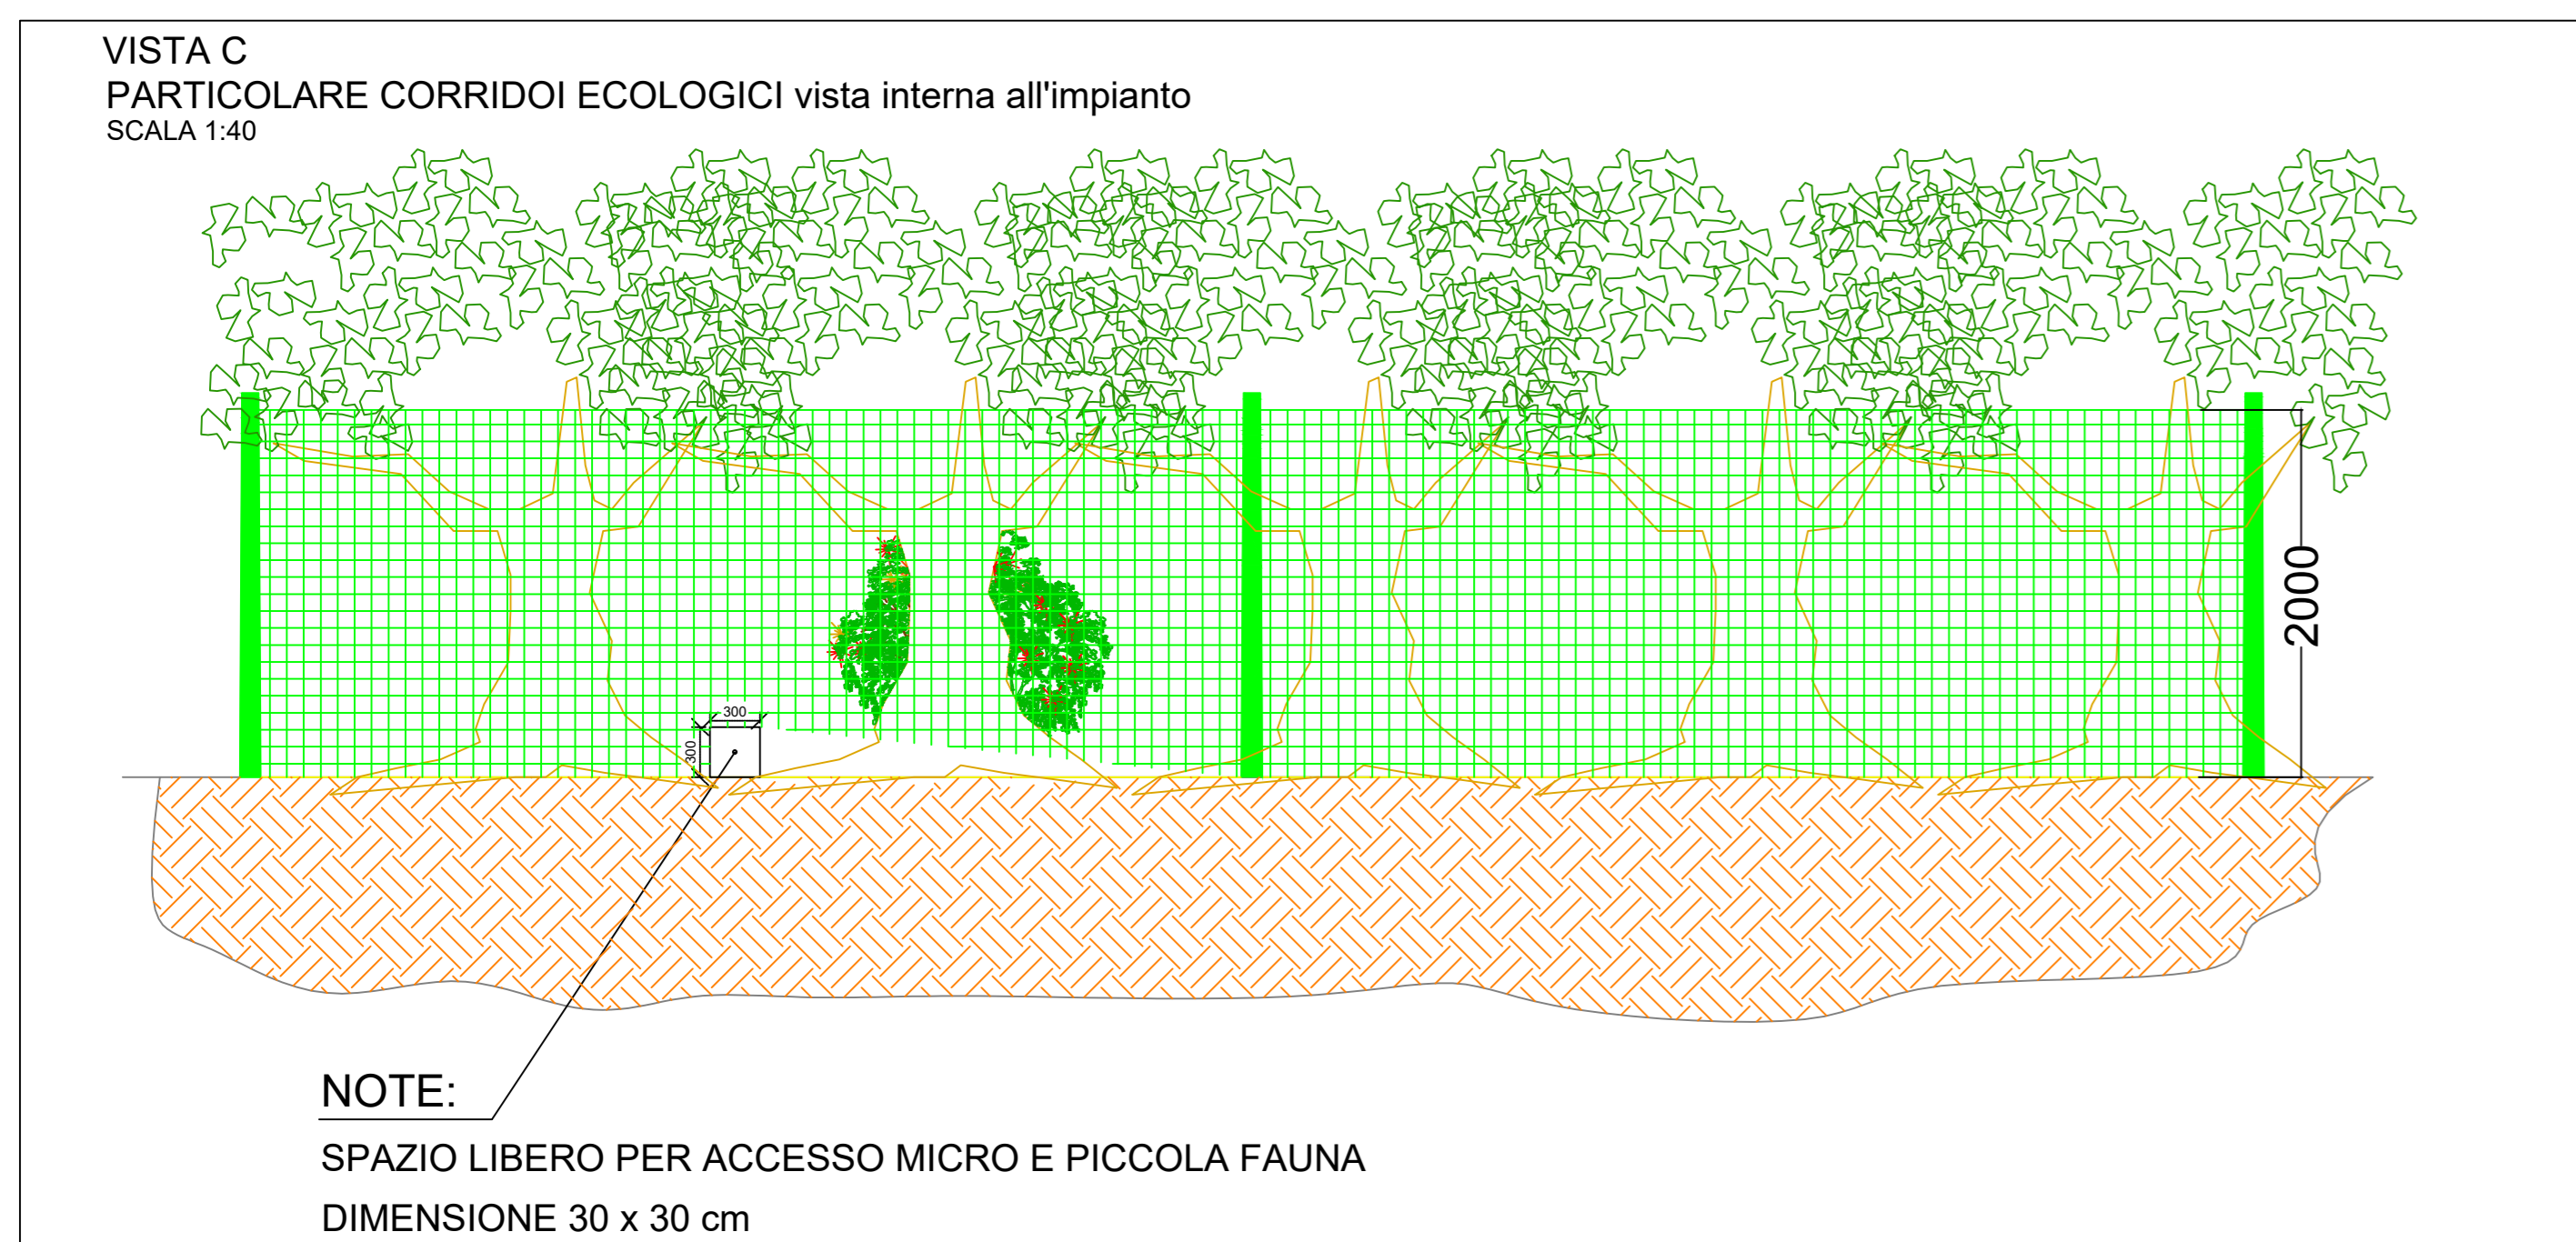 VISTA C
PARTICOLARE CORRIDOI ECOLOGICI vista interna all'impianto
SCALA 1:40
2000
300
300
NOTE:
SPAZIO LIBERO PER ACCESSO MICRO E PICCOLA FAUNA
DIMENSIONE 30 x 30 cm